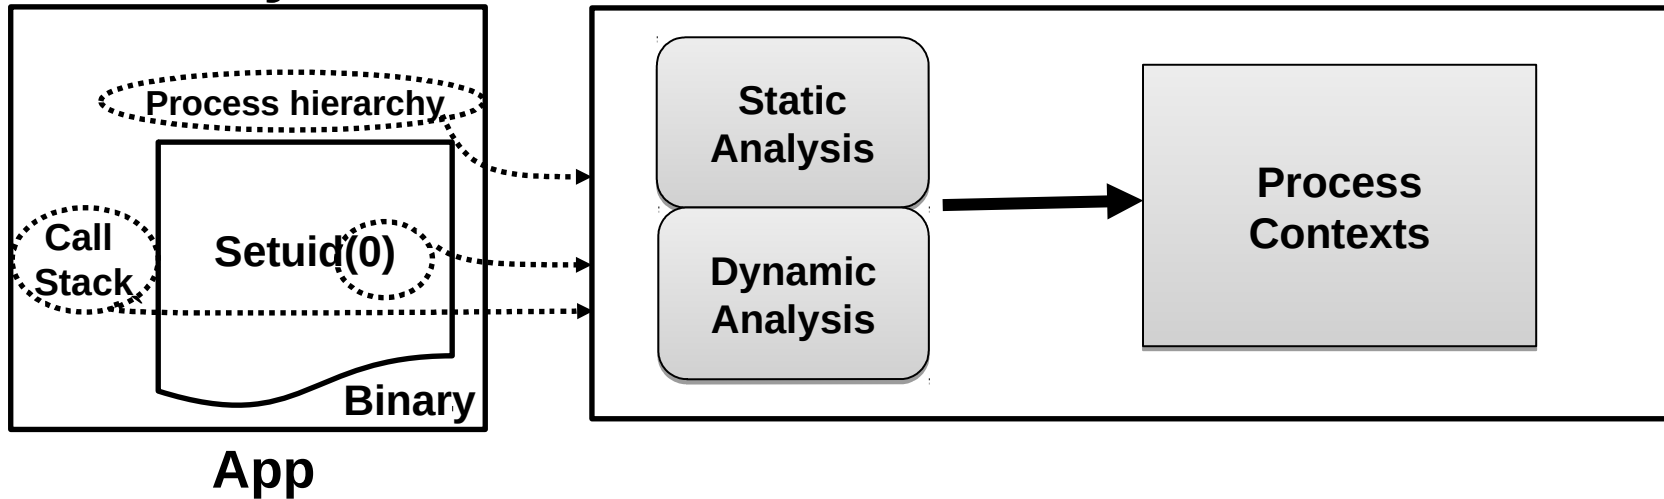 Process hierarchy
Call
Stack
Setuid(0)
Binary
App
Static
Analysis
Dynamic
Analysis
Process
Contexts